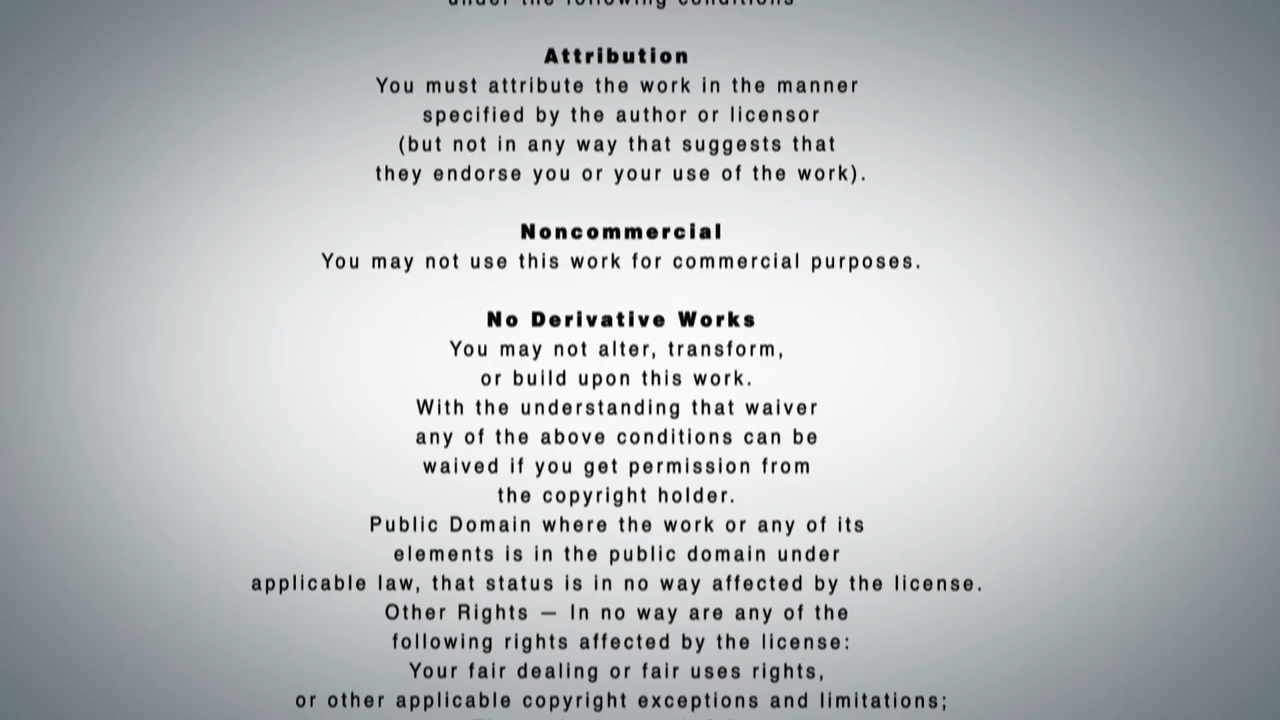 under the following conditions
Attribution
You must attribute the work in the manner
specified by the author or licensor
(but not in any way that suggests that
they endorse you or your use of the work).
Noncommercial
You may not use this work for commercial purposes.
No Derivative Works
You may not alter, transform,
or build upon this work.
With the understanding that waiver
any of the above conditions can be
waived if you get permission from
the copyright holder.
Public Domain where the work or any of its
elements is in the public domain under
applicable law, that status is in no way affected by the license.
Other Rights — In no way are any of the
following rights affected by the license:
Your fair dealing or fair uses rights,
or other applicable copyright exceptions and limitations;